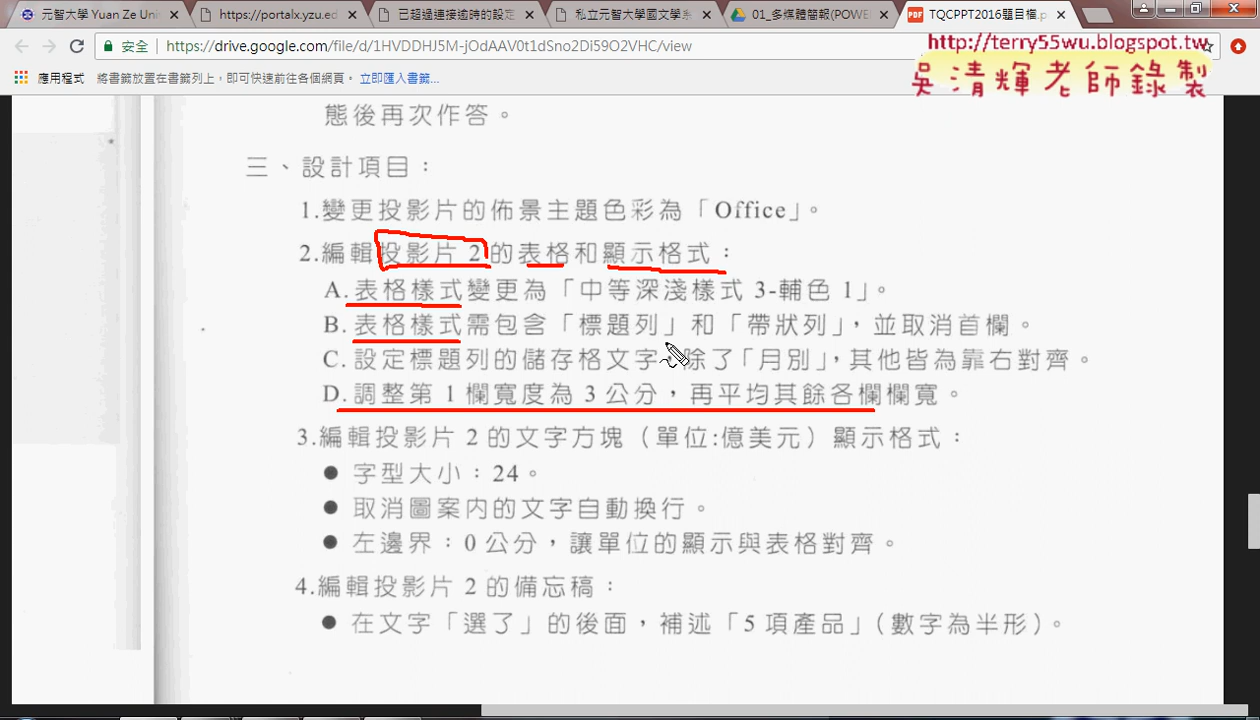 元智大學 Yuan Ze Uni
https://portalx.yzu.ed
已超過連接逾時的設定
私立元智大學國文學系
01_多媒體簡報(POWE
TQCPPT2016題目檔.p
安全 https://drive.google.com/file/d/1HVDDHJ5M-jOdAAV0t1dSno2Di59O2VHC/view
http://terry55wu.blogspot.tw
應用程式 將書籤放置在書籤列上，即可快速前往各個網頁。 立即匯入書籤...
吳清輝老師錄製
態後再次作答。
三、設計項目：
1.變更投影片的佈景主題色彩為「Office」。
2.編輯投影片 2 的表格和顯示格式：
A.表格樣式變更為「中等深淺樣式 3-輔色 1」。
B.表格樣式需包含「標題列」和「帶狀列」，並取消首欄。
C.設定標題列的儲存格文字，除了「月別」，其他皆為靠右對齊。
D.調整第 1 欄寬度為 3 公分，再平均其餘各欄欄寬。
3.編輯投影片 2 的文字方塊（單位:億美元）顯示格式：
● 字型大小：24。
● 取消圖案內的文字自動換行。
● 左邊界：0 公分，讓單位的顯示與表格對齊。
4.編輯投影片 2 的備忘稿：
● 在文字「選了」的後面，補述「5 項產品」（數字為半形）。